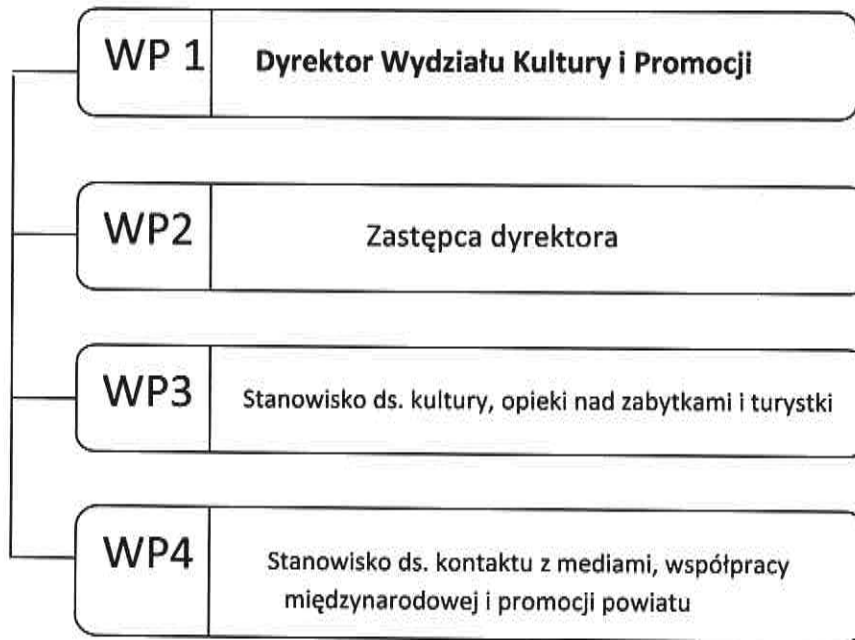 WP 1 Dyrektor Wydziału Kultury i Promocji
WP2 Zastępca dyrektora
WP3 Stanowisko ds. kultury, opieki nad zabytkami i turystki
WP4 Stanowisko ds. kontaktu z mediami, współpracy
międzynarodowej i promocji powiatu